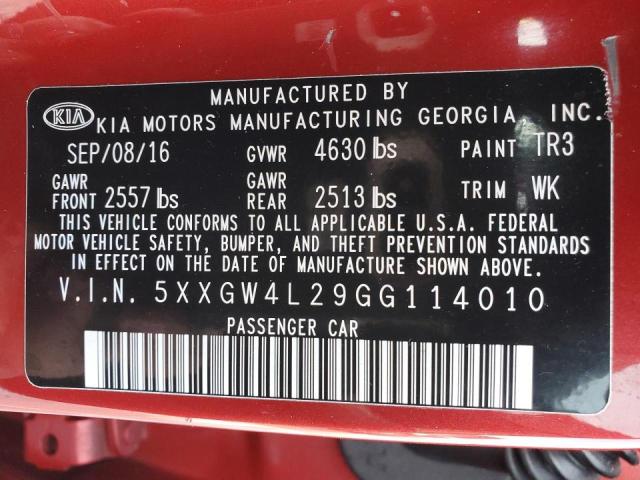 MANUFACTURED BY
KIA KIA MOTORS MANUFACTURING GEORGIA, INC.
SEP/08/16 GVWR 4630 lbs PAINT TR3
GAWR FRONT 2557 lbs GAWR REAR 2513 lbs TRIM WK
THIS VEHICLE CONFORMS TO ALL APPLICABLE U.S.A. FEDERAL
MOTOR VEHICLE SAFETY, BUMPER, AND THEFT PREVENTION STANDARDS
IN EFFECT ON THE DATE OF MANUFACTURE SHOWN ABOVE.
V.I.N. 5XXGW4L29GG114010
PASSENGER CAR